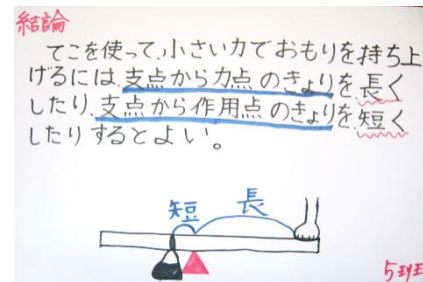 結論
てこを使って、小さい力でおもりを持ち上
げるには、支点から力点のきょりを、長く
したり、支点から作用点のきょりを、短く
したりするとよい。
短
長
5班